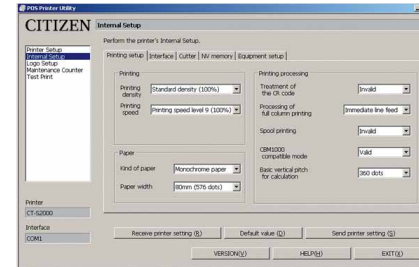 POS Printer Utility
CITIZEN
Internal Setup
Perform the printer's Internal Setup.
Printer Setup
Internal Setup
Logo Setup
Maintenance Counter
Test Print
Printing setup Interface Cutter NV memory Equipment setup
Printing
Printing density Standard density (100%)
Printing speed Printing speed level 9 (100%)
Paper
Kind of paper Monochrome paper
Paper width 80mm (576 dots)
Printing processing
Treatment of the CR code Invalid
Processing of full column printing Immediate line feed
Spool printing Invalid
CBM1000 compatible mode Valid
Basic vertical pitch for calculation 360 dots
Printer
CT-S2000
Interface
COM1
Receive printer setting (R) Default value (D) Send printer setting (S)
VERSION(V) HELP(H) EXIT(X)